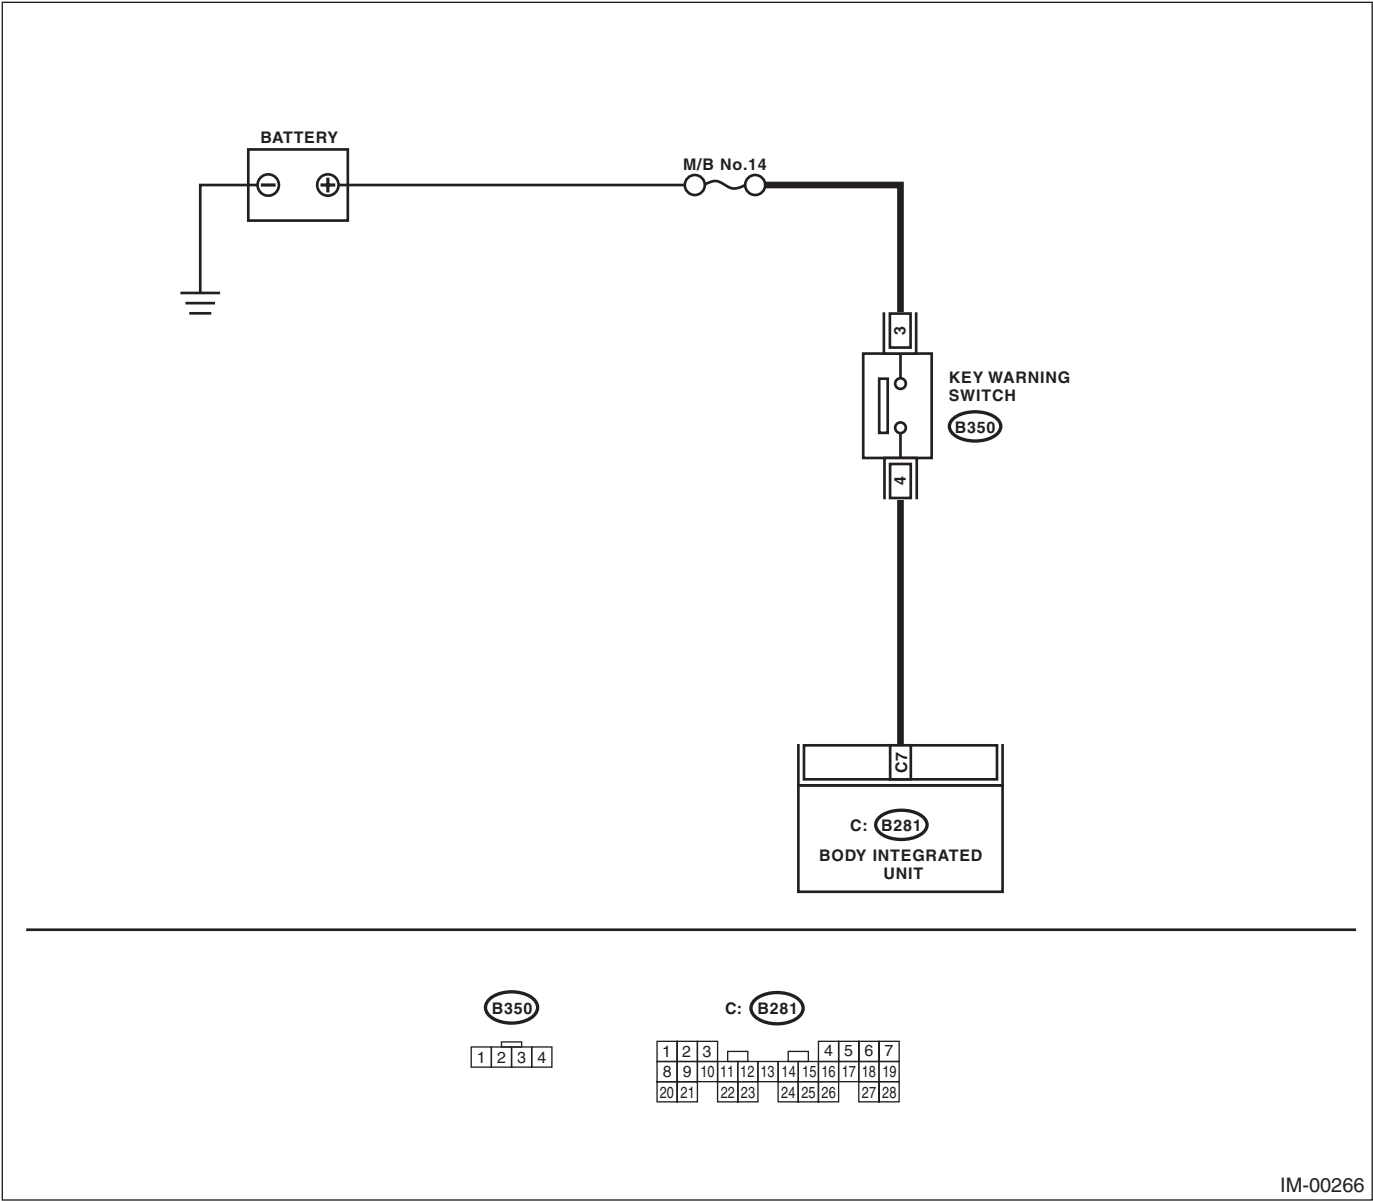 BATTERY
M/B No.14
3
KEY WARNING
SWITCH
B350
4
C7
C: B281
BODY INTEGRATED
UNIT
B350
C: B281
1 2 3 4
1 2 3 4 5 6 7
8 9 10 11 12 13 14 15 16 17 18 19
20 21 22 23 24 25 26 27 28
IM-00266